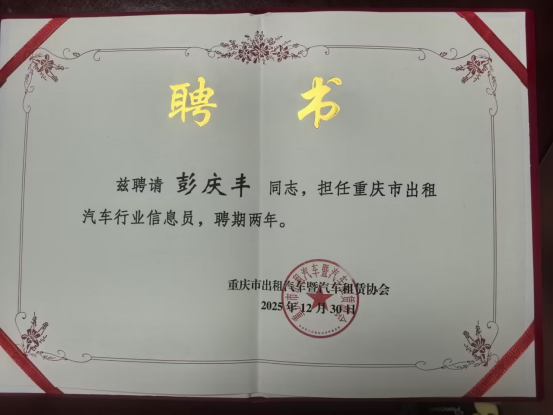 聘书
兹聘请 彭庆丰 同志，担任重庆市出租
汽车行业信息员，聘期两年。
重庆市出租汽车暨汽车租赁协会
2025年12月30日